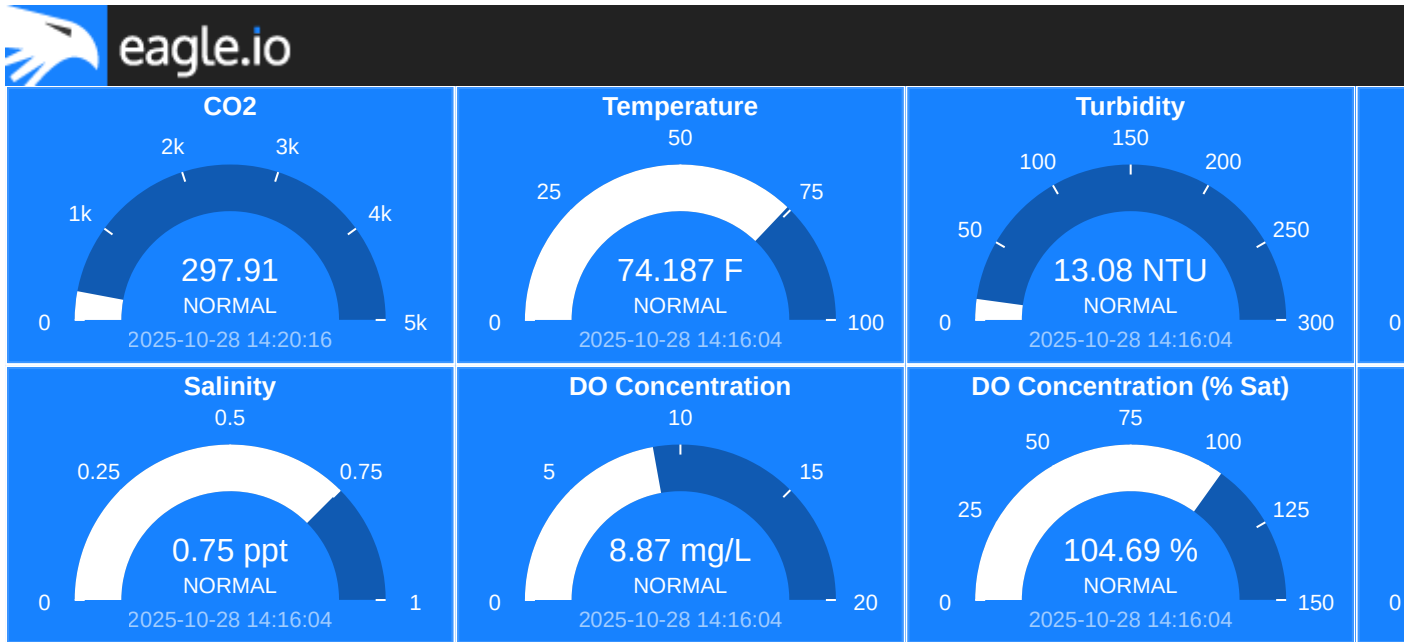 eagle.io
CO2
2k
3k
1k
4k
297.91
NORMAL
0
5k
2025-10-28 14:20:16
Temperature
50
25
75
74.187 F
NORMAL
0
100
2025-10-28 14:16:04
Turbidity
150
100
200
50
250
13.08 NTU
NORMAL
0
300
2025-10-28 14:16:04
0
Salinity
0.5
0.25
0.75
0.75 ppt
NORMAL
0
1
2025-10-28 14:16:04
DO Concentration
10
5
15
8.87 mg/L
NORMAL
0
20
2025-10-28 14:16:04
DO Concentration (% Sat)
75
50
100
25
125
104.69 %
NORMAL
0
150
2025-10-28 14:16:04
0